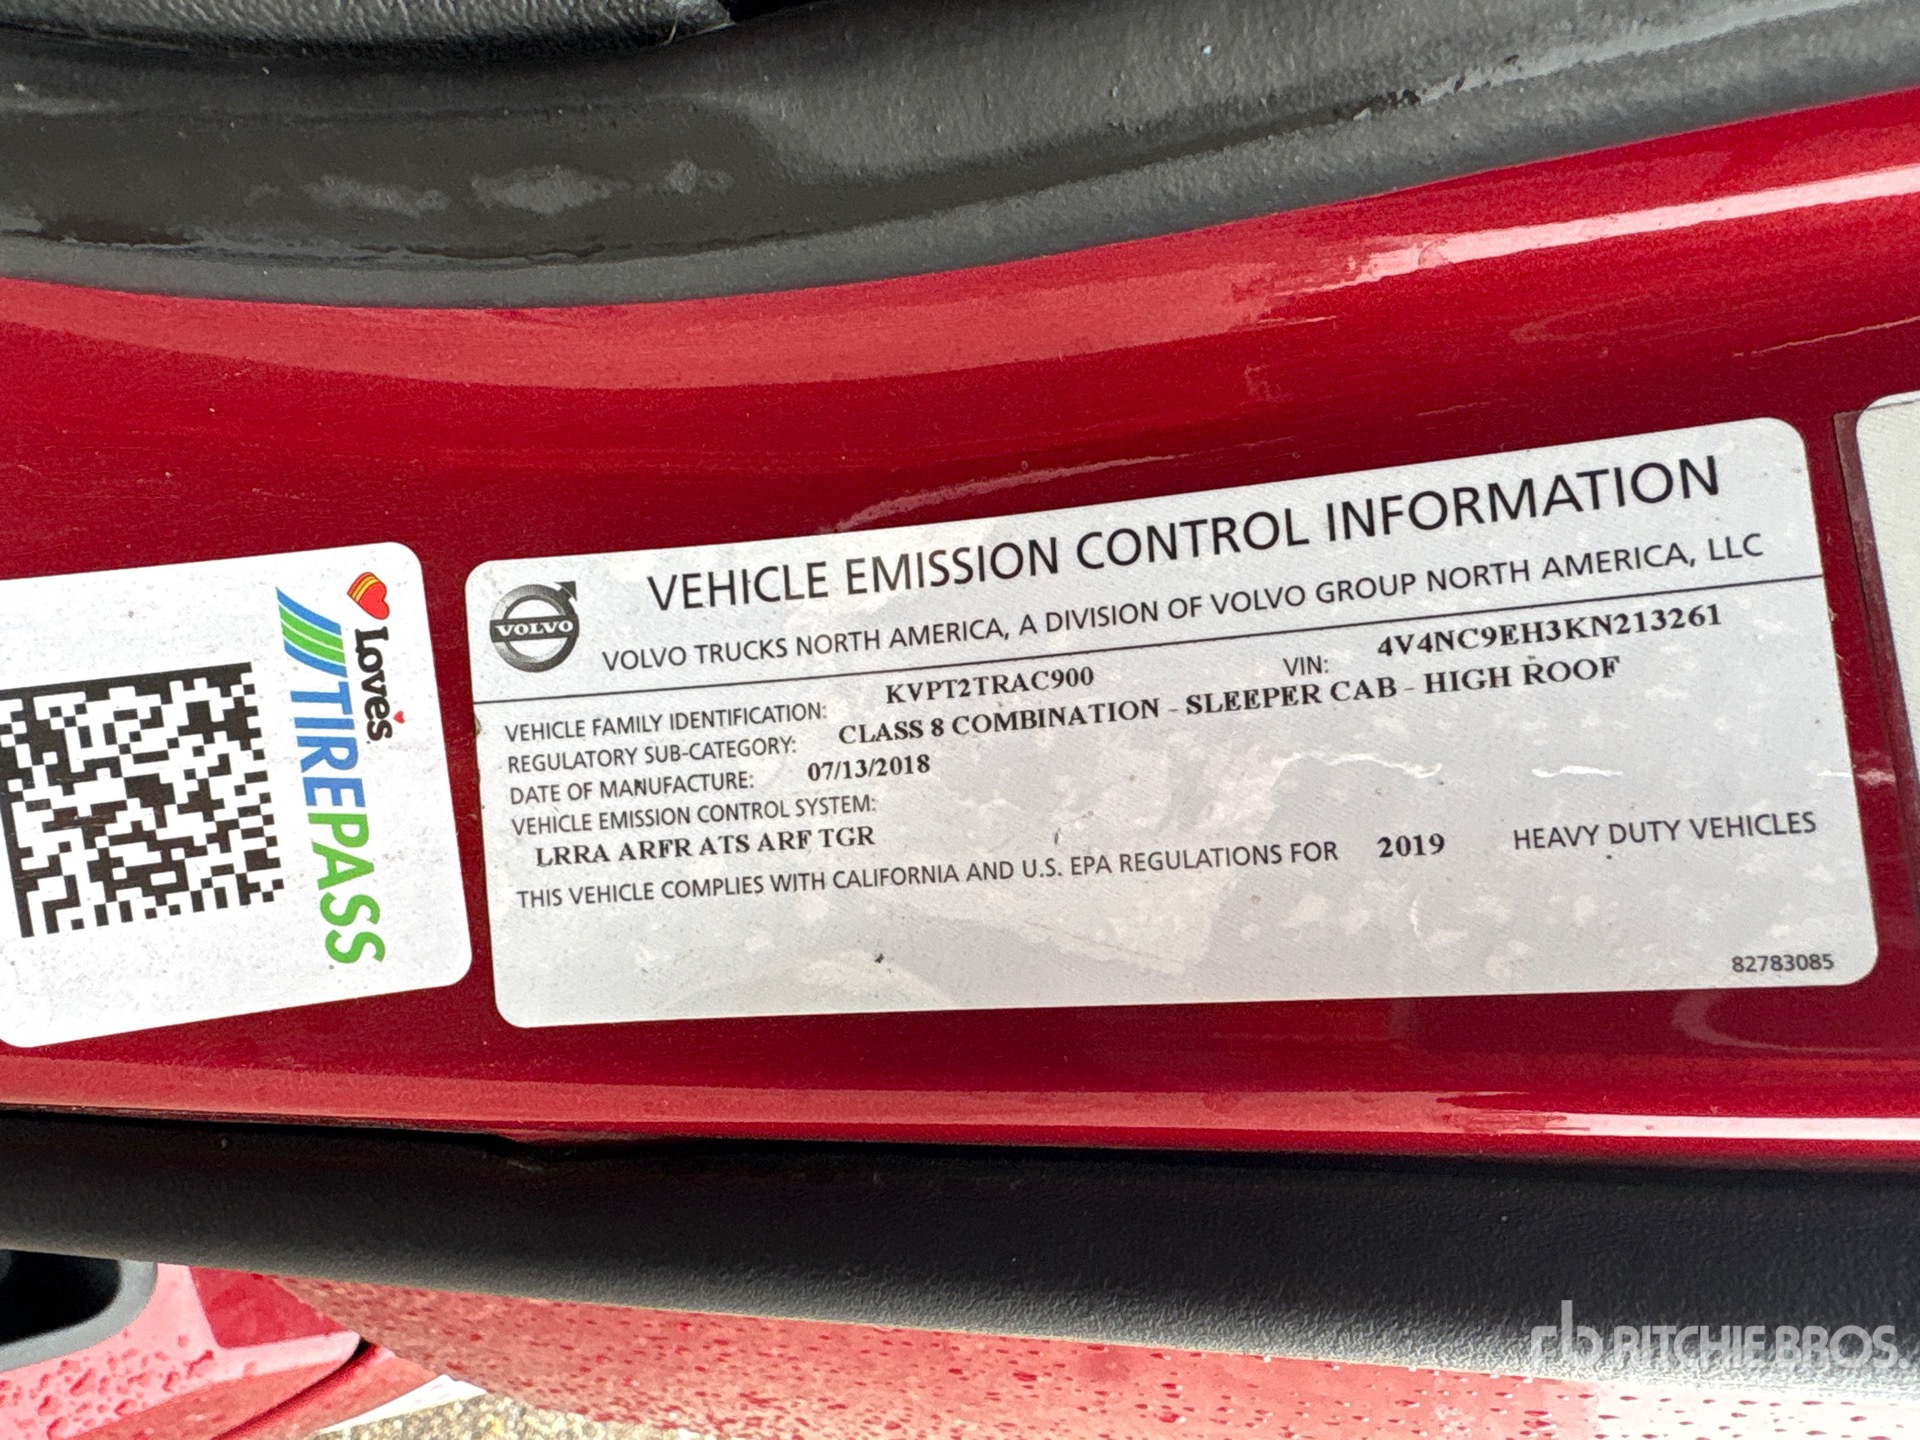 Love's
TIREPASS
VOLVO
VEHICLE EMISSION CONTROL INFORMATION
VOLVO TRUCKS NORTH AMERICA, A DIVISION OF VOLVO GROUP NORTH AMERICA, LLC
VEHICLE FAMILY IDENTIFICATION: KVPT2TRAC900 VIN: 4V4NC9EH3KN213261
REGULATORY SUB-CATEGORY: CLASS 8 COMBINATION - SLEEPER CAB - HIGH ROOF
DATE OF MANUFACTURE: 07/13/2018
VEHICLE EMISSION CONTROL SYSTEM:
LRRA ARFR ATS ARF TGR
THIS VEHICLE COMPLIES WITH CALIFORNIA AND U.S. EPA REGULATIONS FOR 2019 HEAVY DUTY VEHICLES
82783085
rb RITCHIE BROS.